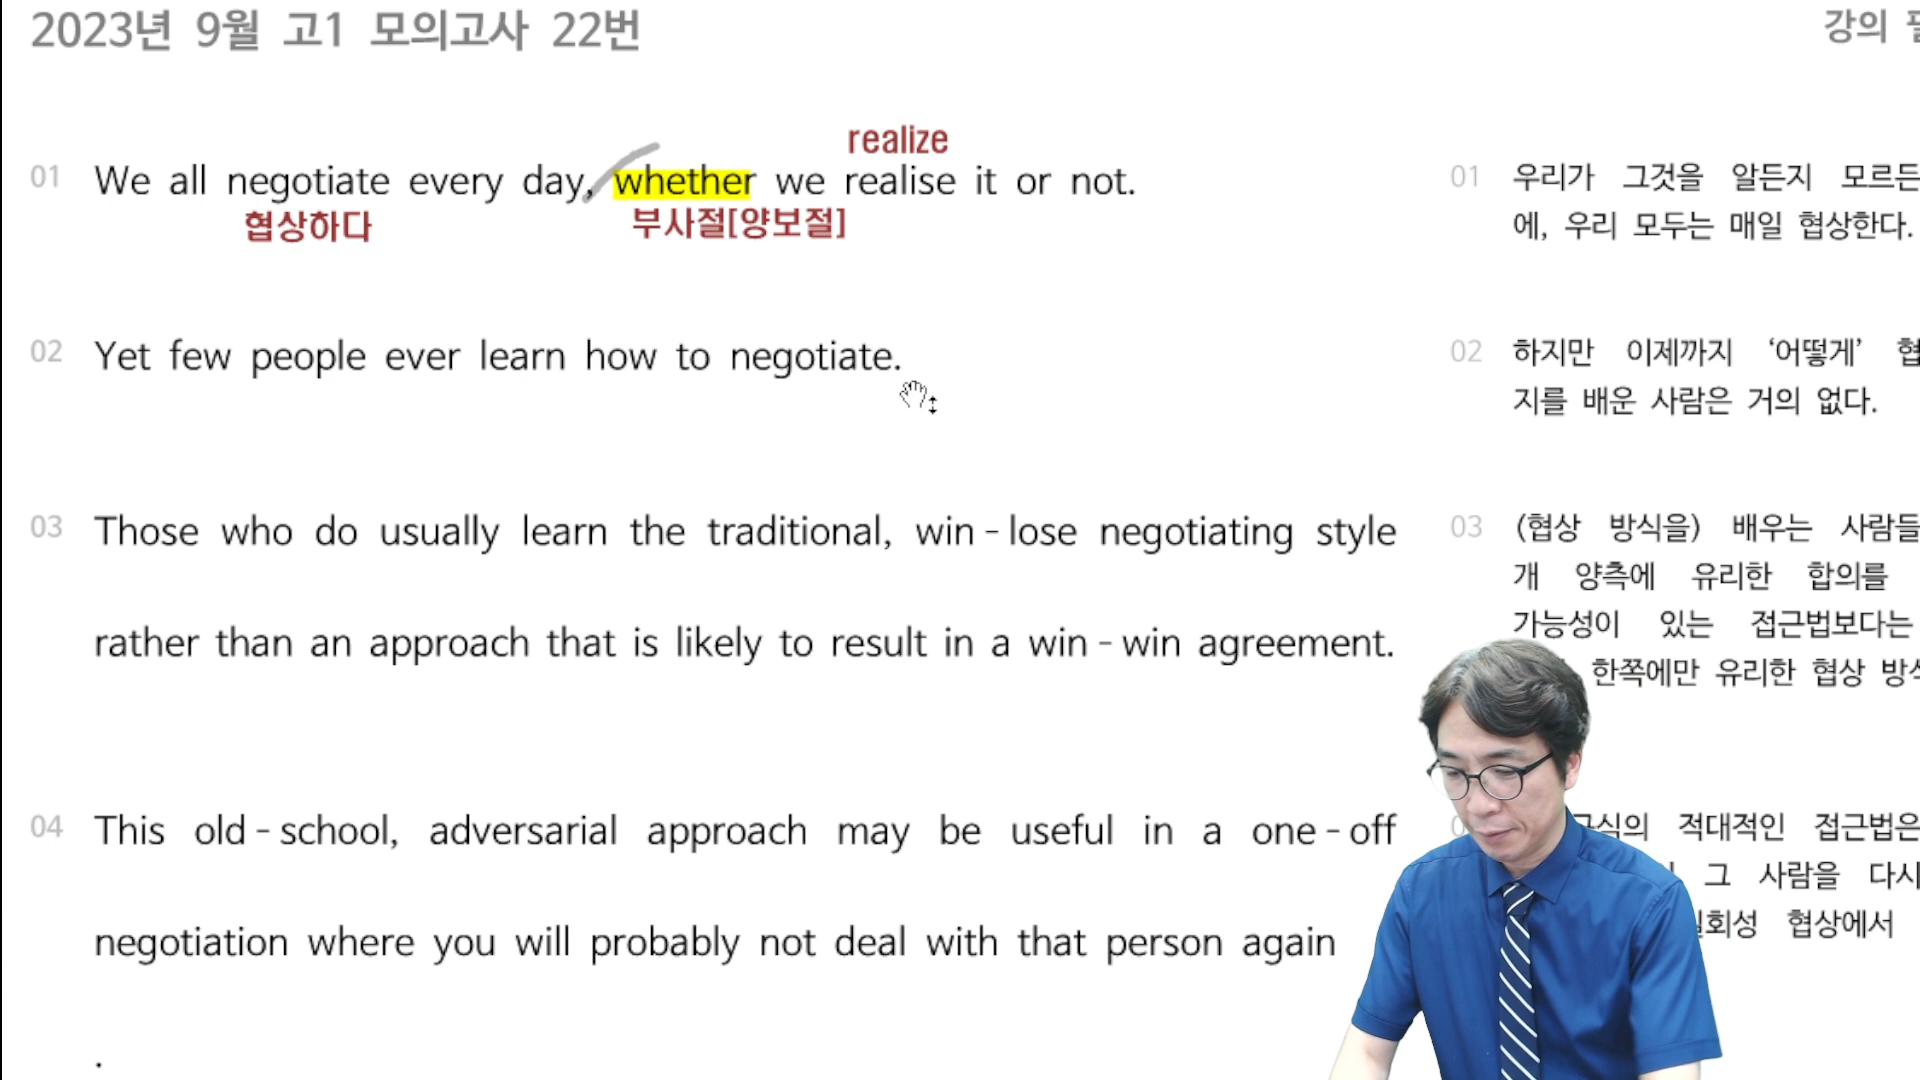 2023년 9월 고1 모의고사 22번
강의
realize
01 We all negotiate every day, whether we realise it or not.
협상하다 부사절[양보절]
01 우리가 그것을 알든지 모르든
에, 우리 모두는 매일 협상한다.
02 Yet few people ever learn how to negotiate.
02 하지만 이제까지 ‘어떻게’ 협
지를 배운 사람은 거의 없다.
03 Those who do usually learn the traditional, win-lose negotiating style
rather than an approach that is likely to result in a win-win agreement.
03 (협상 방식을) 배우는 사람들
개 양측에 유리한 합의를
가능성이 있는 접근법보다는
한쪽에만 유리한 협상 방식
04 This old-school, adversarial approach may be useful in a one-off
negotiation where you will probably not deal with that person again
.
적대적인 접근법은
그 사람을 다시
협상에서